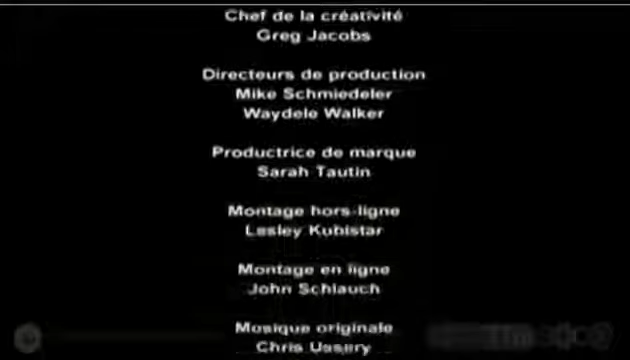 Chef de la créativité
Greg Jacobs
Directeurs de production
Mike Schmiedeler
Waydele Walker
Productrice de marque
Sarah Tautin
Montage hors-ligne
Lesley Kubistar
Montage en ligne
John Schlauch
Mosique originale
Chris Ussery